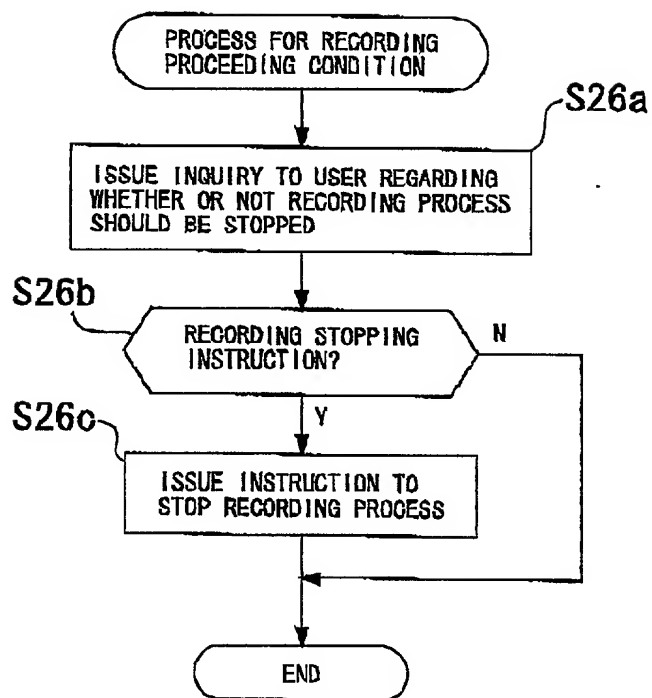 PROCESS FOR RECORDING
PROCEEDING CONDITION
S26a
ISSUE INQUIRY TO USER REGARDING
WHETHER OR NOT RECORDING PROCESS
SHOULD BE STOPPED
S26b
RECORDING STOPPING
INSTRUCTION?
N
Y
S26c
ISSUE INSTRUCTION TO
STOP RECORDING PROCESS
END